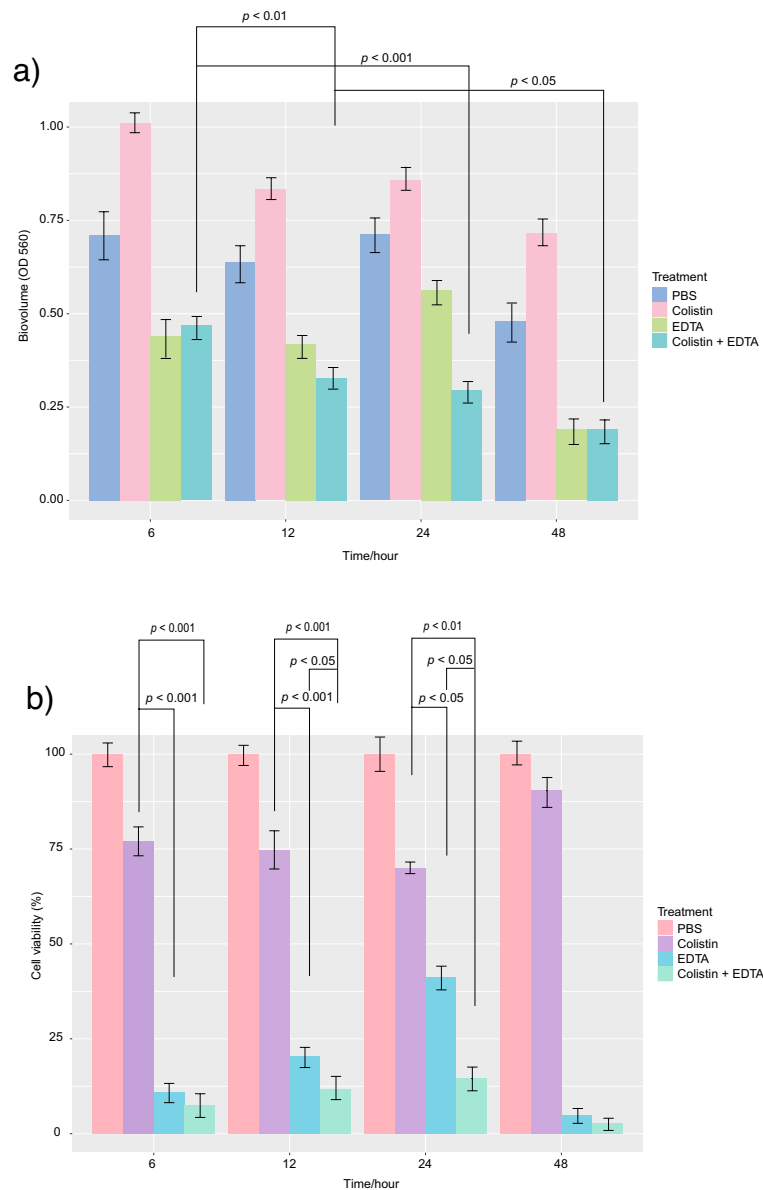 p < 0.01
a)
p < 0.001
p < 0.05
1.00
0.75
0.50
0.25
0.00
Biovolume (OD 560)
6 12 24 48
Time/hour
Treatment
PBS
Colistin
EDTA
Colistin + EDTA
p < 0.001 p < 0.001 p < 0.01
p < 0.05 p < 0.05
b)
p < 0.001 p < 0.001 p < 0.05
100
75
50
25
0
Cell viability (%)
6 12 24 48
Time/hour
Treatment
PBS
Colistin
EDTA
Colistin + EDTA